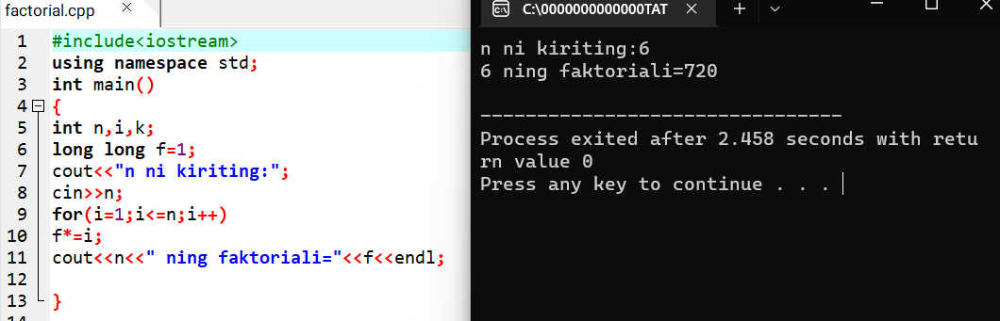 factorial.cpp
1 #include<iostream>
2 using namespace std;
3 int main()
4 {
5 int n,i,k;
6 long long f=1;
7 cout<<"n ni kiriting:";
8 cin>>n;
9 for(i=1;i<=n;i++)
10 f*=i;
11 cout<<n<<" ning faktoriali="<<f<<endl;
12
13 }
14
C:\0000000000000TAT
n ni kiriting:6
6 ning faktoriali=720
--------------------------------
Process exited after 2.458 seconds with retu
rn value 0
Press any key to continue . . .